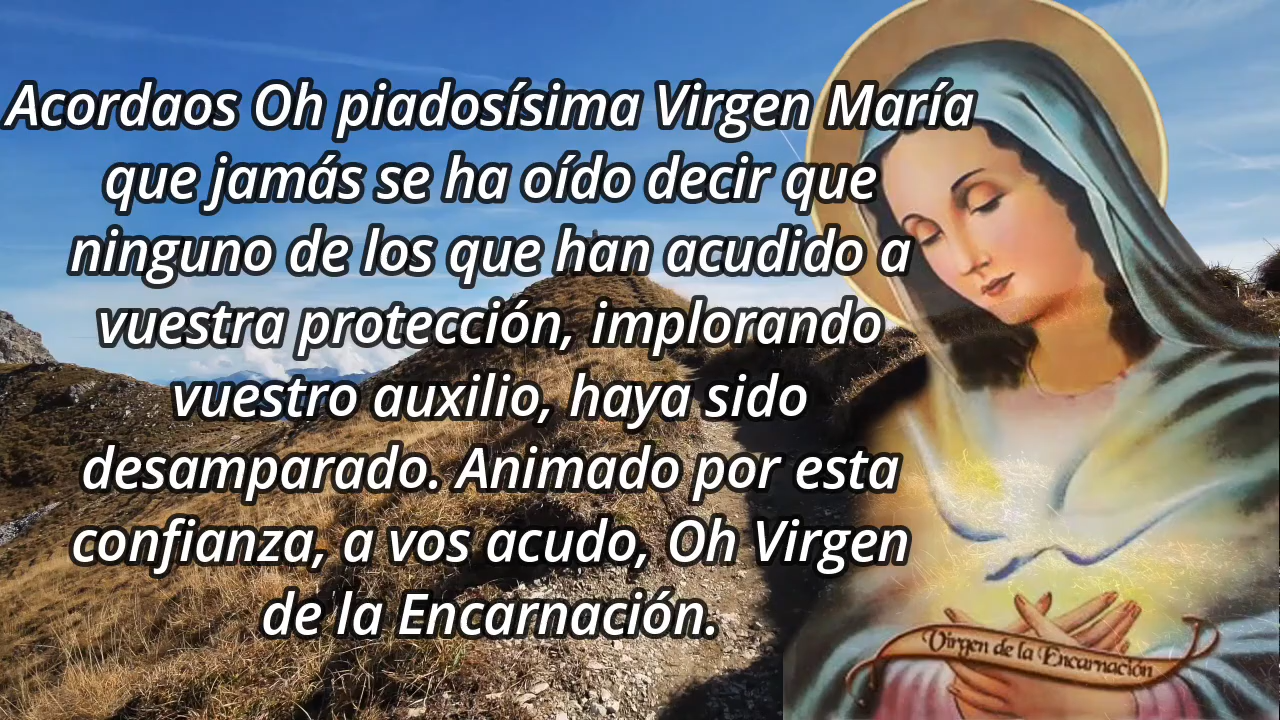 Acordaos Oh piadosísima Virgen María
que jamás se ha oído decir que
ninguno de los que han acudido a
vuestra protección, implorando
vuestro auxilio, haya sido
desamparado. Animado por esta
confianza, a vos acudo, Oh Virgen
de la Encarnación.
Virgen de la Encarnación